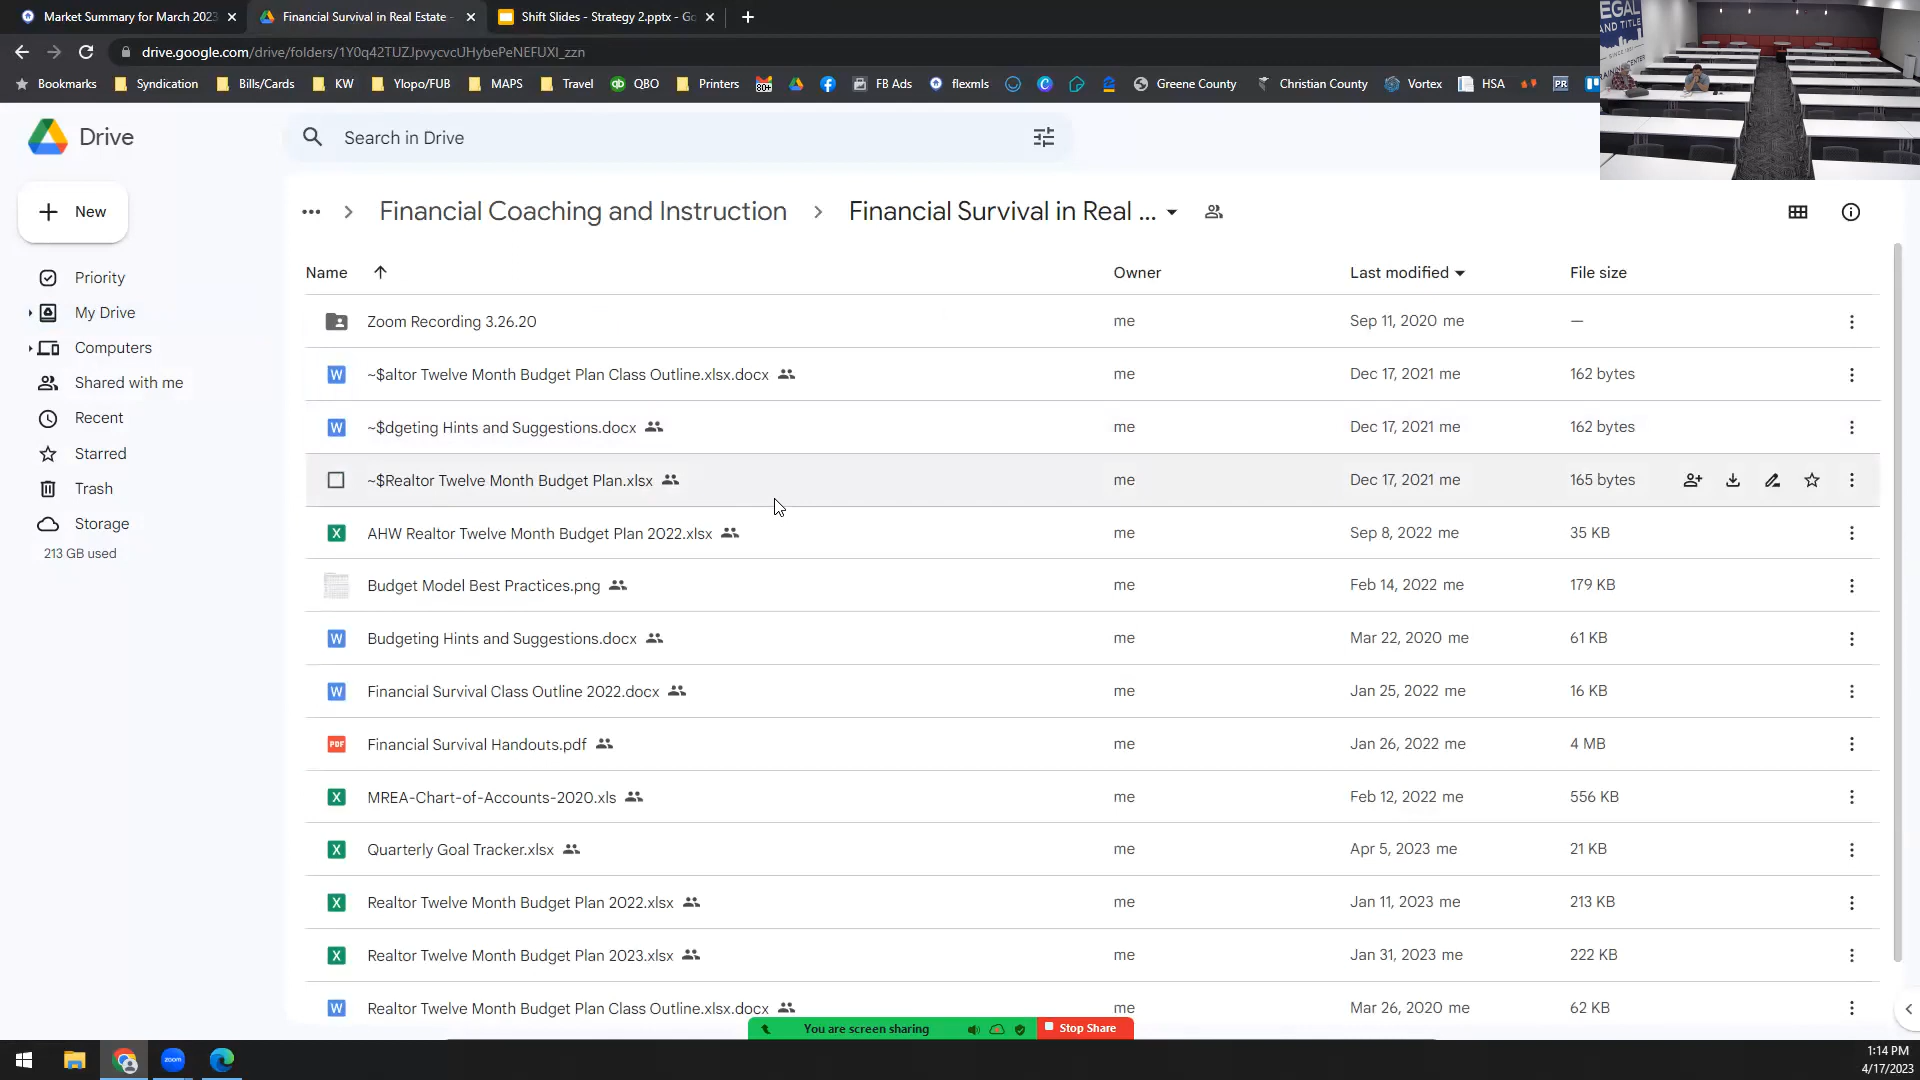 Market Summary for March 2023
Financial Survival in Real Estate -
Shift Slides - Strategy 2.pptx - Go
drive.google.com/drive/folders/1Y0q42TUZJpvycvcUHybePeNEFUXI_zzn
Bookmarks
Syndication
Bills/Cards
KW
Ylopo/FUB
MAPS
Travel
QBO
Printers
80+
FB Ads
flexmls
Greene County
Christian County
Vortex
HSA
PR
EGAL
AND TITLE
Drive
Search in Drive
New
Financial Coaching and Instruction
Financial Survival in Real ...
Priority
My Drive
Computers
Shared with me
Recent
Starred
Trash
Storage
213 GB used
Name Owner Last modified File size
Zoom Recording 3.26.20 me Sep 11, 2020 me —
~$altor Twelve Month Budget Plan Class Outline.xlsx.docx me Dec 17, 2021 me 162 bytes
~$dgeting Hints and Suggestions.docx me Dec 17, 2021 me 162 bytes
~$Realtor Twelve Month Budget Plan.xlsx me Dec 17, 2021 me 165 bytes
AHW Realtor Twelve Month Budget Plan 2022.xlsx me Sep 8, 2022 me 35 KB
Budget Model Best Practices.png me Feb 14, 2022 me 179 KB
Budgeting Hints and Suggestions.docx me Mar 22, 2020 me 61 KB
Financial Survival Class Outline 2022.docx me Jan 25, 2022 me 16 KB
Financial Survival Handouts.pdf me Jan 26, 2022 me 4 MB
MREA-Chart-of-Accounts-2020.xls me Feb 12, 2022 me 556 KB
Quarterly Goal Tracker.xlsx me Apr 5, 2023 me 21 KB
Realtor Twelve Month Budget Plan 2022.xlsx me Jan 11, 2023 me 213 KB
Realtor Twelve Month Budget Plan 2023.xlsx me Jan 31, 2023 me 222 KB
Realtor Twelve Month Budget Plan Class Outline.xlsx.docx me Mar 26, 2020 me 62 KB
You are screen sharing
Stop Share
zoom
1:14 PM
4/17/2023